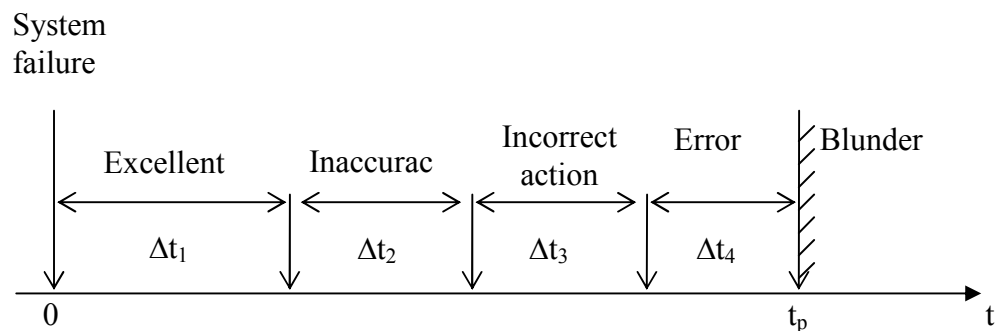 System
failure
Excellent
Inaccurac
Incorrect
action
Error
Blunder
Δt₁
Δt₂
Δt₃
Δt₄
0
tₚ
t